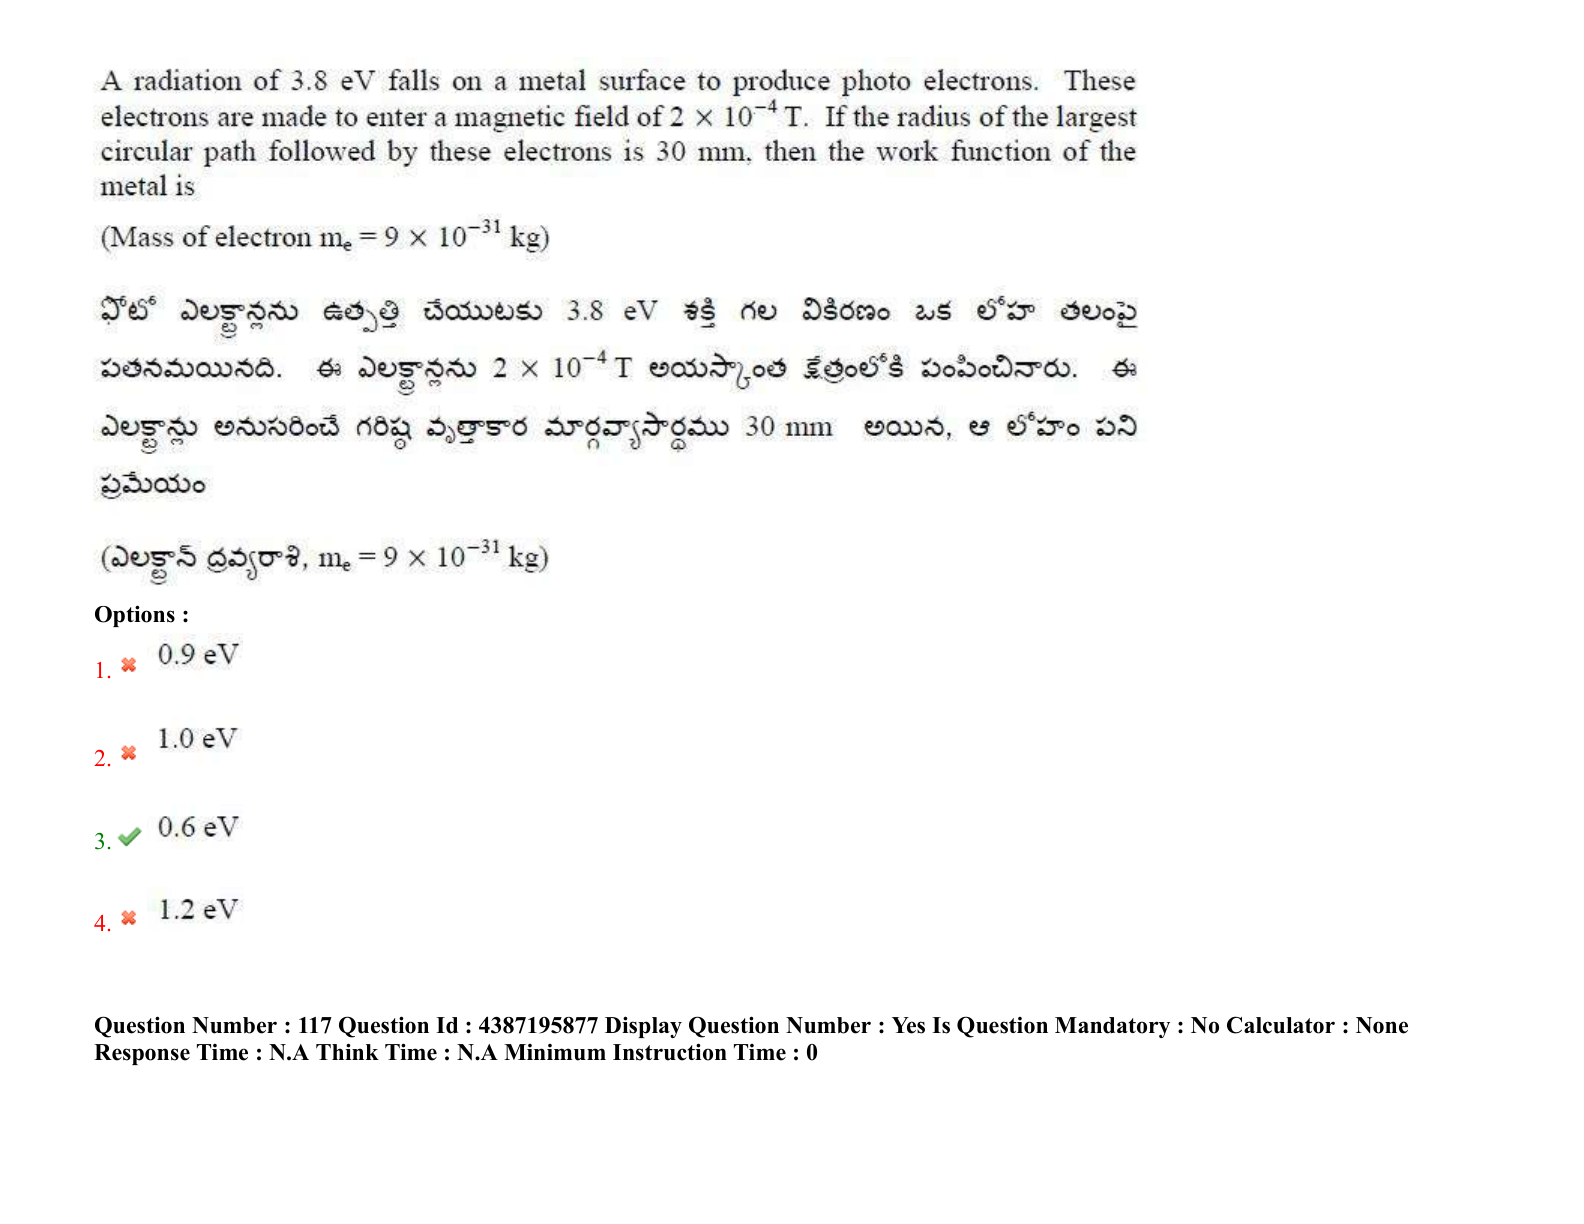 A radiation of 3.8 eV falls on a metal surface to produce photo electrons. These
electrons are made to enter a magnetic field of 2 × 10⁻⁴ T. If the radius of the largest
circular path followed by these electrons is 30 mm, then the work function of the
metal is
(Mass of electron mₑ = 9 × 10⁻³¹ kg)
ఫోటో ఎలక్ట్రాన్లను ఉత్పత్తి చేయుటకు 3.8 eV శక్తి గల వికిరణం ఒక లోహ తలంపై
పతనమయినది. ఈ ఎలక్ట్రాన్లను 2 × 10⁻⁴ T అయస్కాంత క్షేత్రంలోకి పంపించినారు. ఈ
ఎలక్ట్రాన్లు అనుసరించే గరిష్ఠ వృత్తాకార మార్గవ్యాసార్థము 30 mm అయిన, ఆ లోహం పని
ప్రమేయం
(ఎలక్ట్రాన్ ద్రవ్యరాశి, mₑ = 9 × 10⁻³¹ kg)
Options :
1. 0.9 eV
2. 1.0 eV
3. 0.6 eV
4. 1.2 eV
Question Number : 117 Question Id : 4387195877 Display Question Number : Yes Is Question Mandatory : No Calculator : None
Response Time : N.A Think Time : N.A Minimum Instruction Time : 0